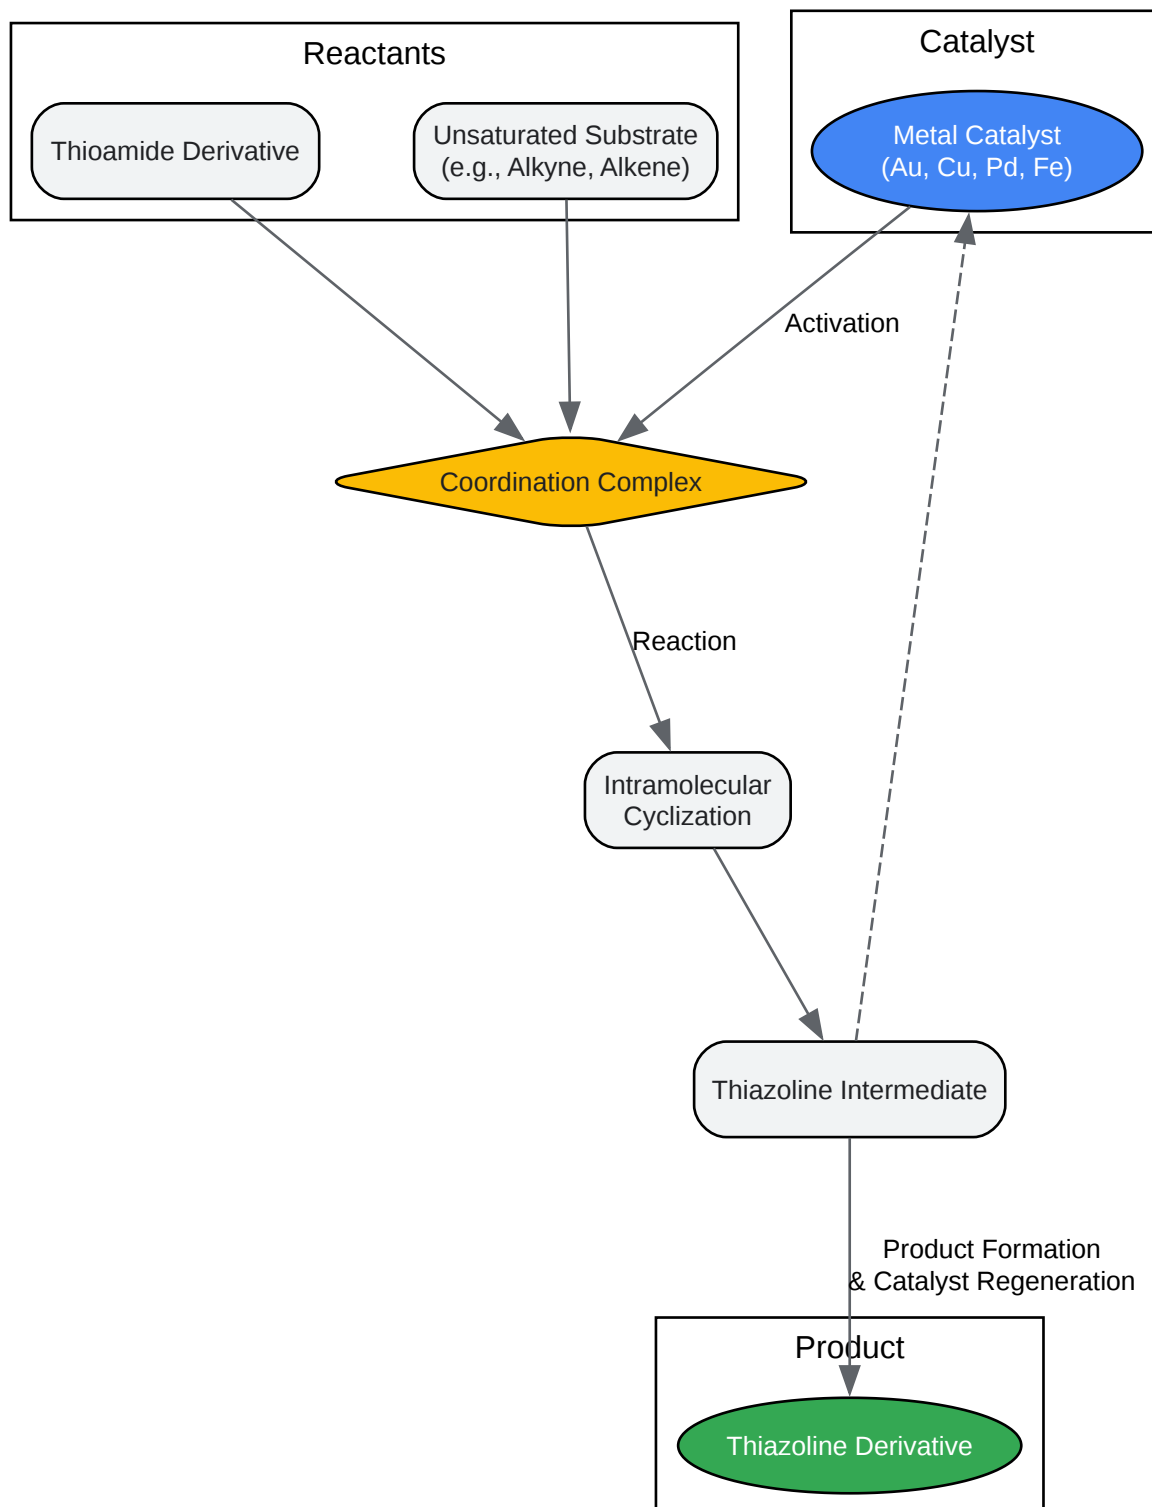 Reactants
Catalyst
Thioamide Derivative
Unsaturated Substrate
(e.g., Alkyne, Alkene)
Metal Catalyst
(Au, Cu, Pd, Fe)
Activation
Coordination Complex
Reaction
Intramolecular
Cyclization
Thiazoline Intermediate
Product Formation
& Catalyst Regeneration
Product
Thiazoline Derivative